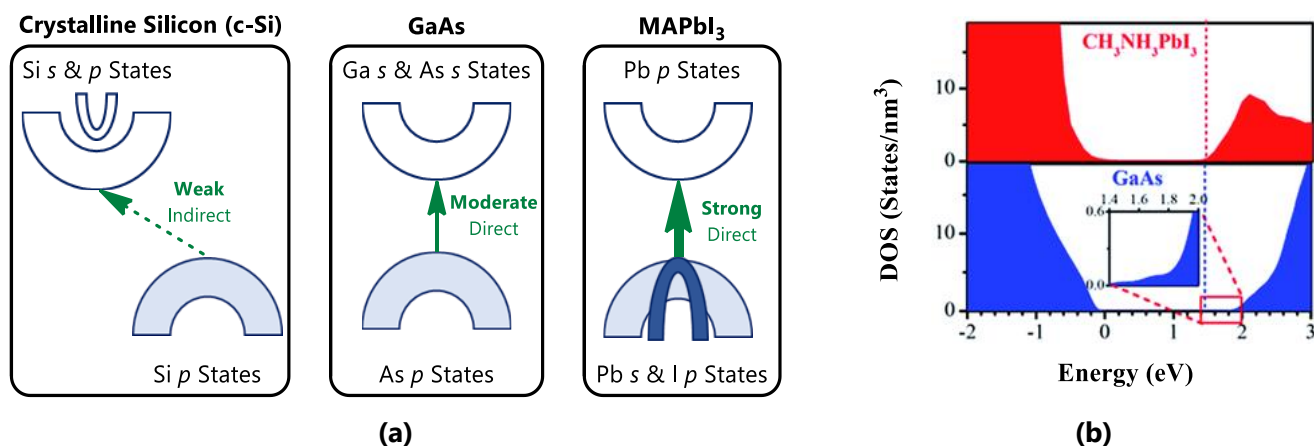 Crystalline Silicon (c-Si)
Si s & p States
Weak
Indirect
Si p States
GaAs
Ga s & As s States
Moderate
Direct
As p States
MAPbI₃
Pb p States
Strong
Direct
Pb s & I p States
(a)
DOS (States/nm³)
10
0
CH₃NH₃PbI₃
GaAs
1.4 1.6 1.8 2.0
0.6
0.0
10
0
-2 -1 0 1 2 3
Energy (eV)
(b)